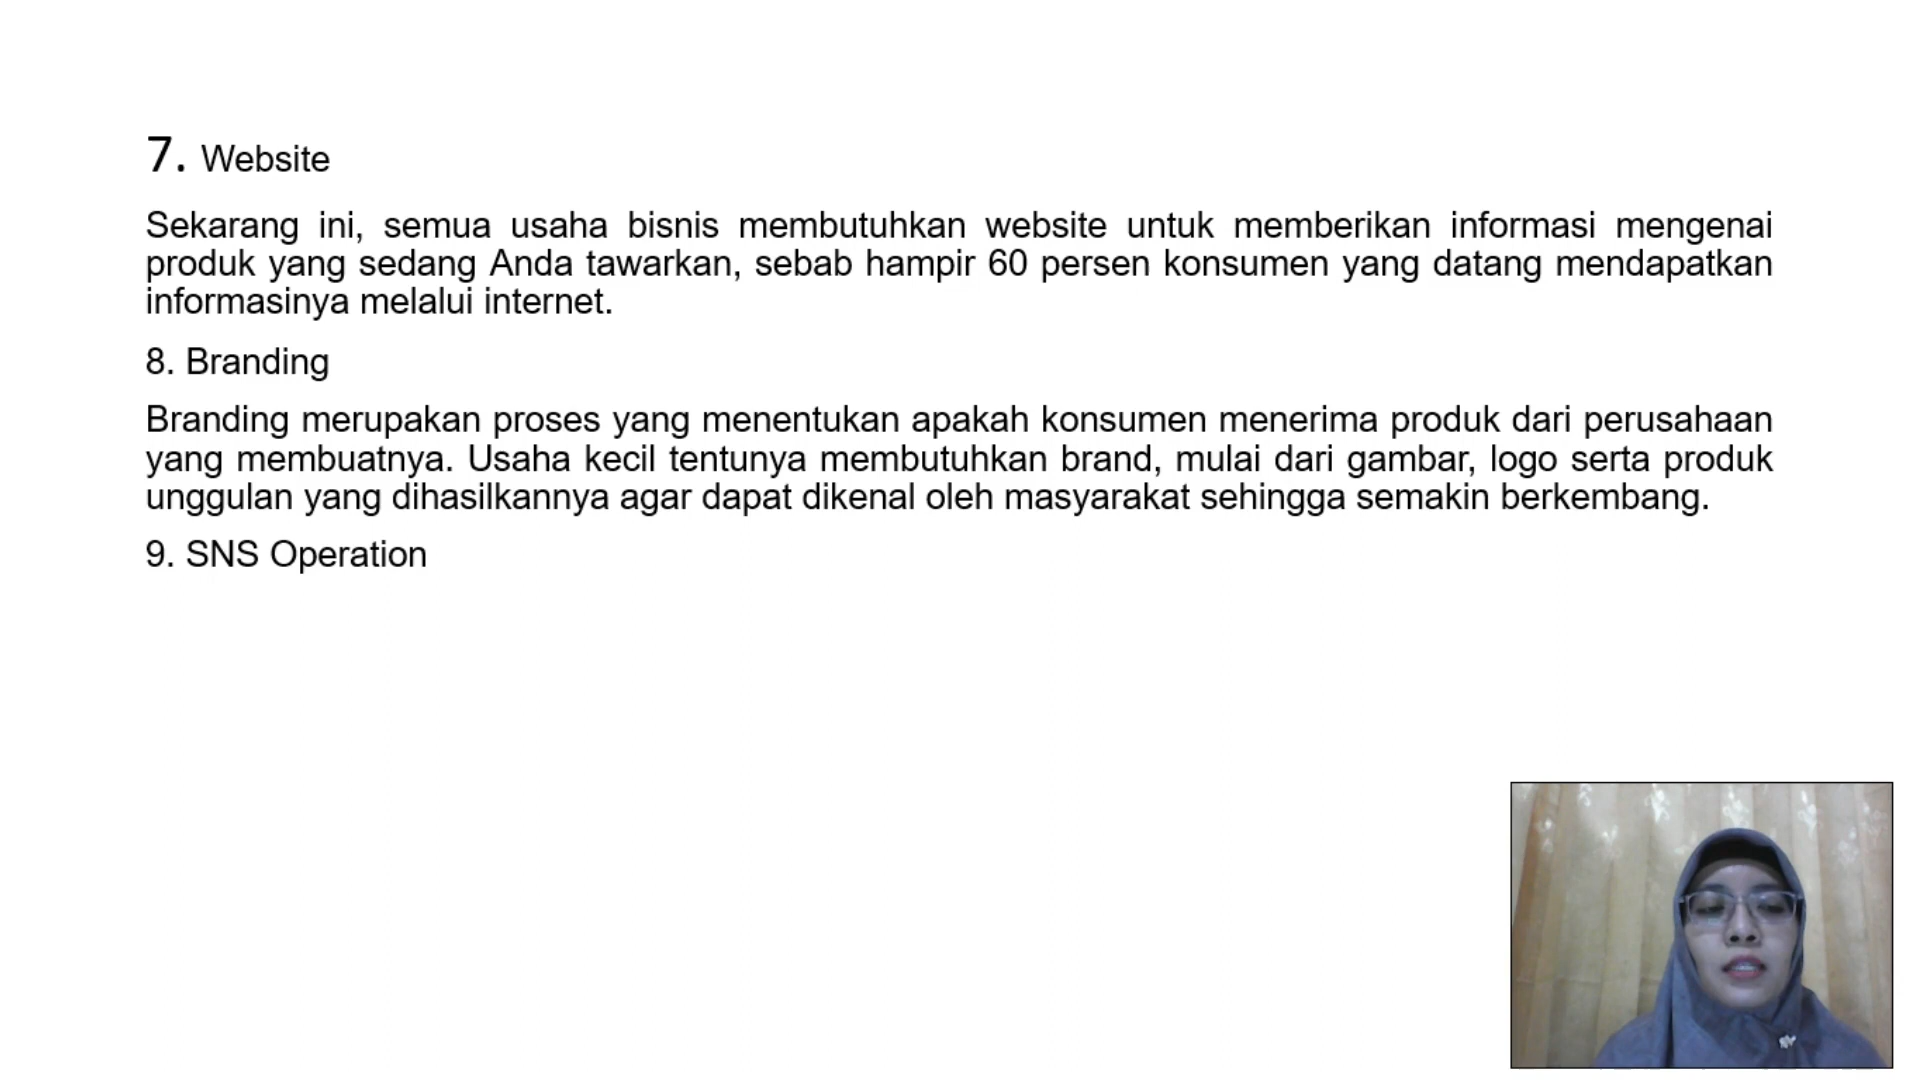 7. Website
Sekarang ini, semua usaha bisnis membutuhkan website untuk memberikan informasi mengenai
produk yang sedang Anda tawarkan, sebab hampir 60 persen konsumen yang datang mendapatkan
informasinya melalui internet.
8. Branding
Branding merupakan proses yang menentukan apakah konsumen menerima produk dari perusahaan
yang membuatnya. Usaha kecil tentunya membutuhkan brand, mulai dari gambar, logo serta produk
unggulan yang dihasilkannya agar dapat dikenal oleh masyarakat sehingga semakin berkembang.
9. SNS Operation